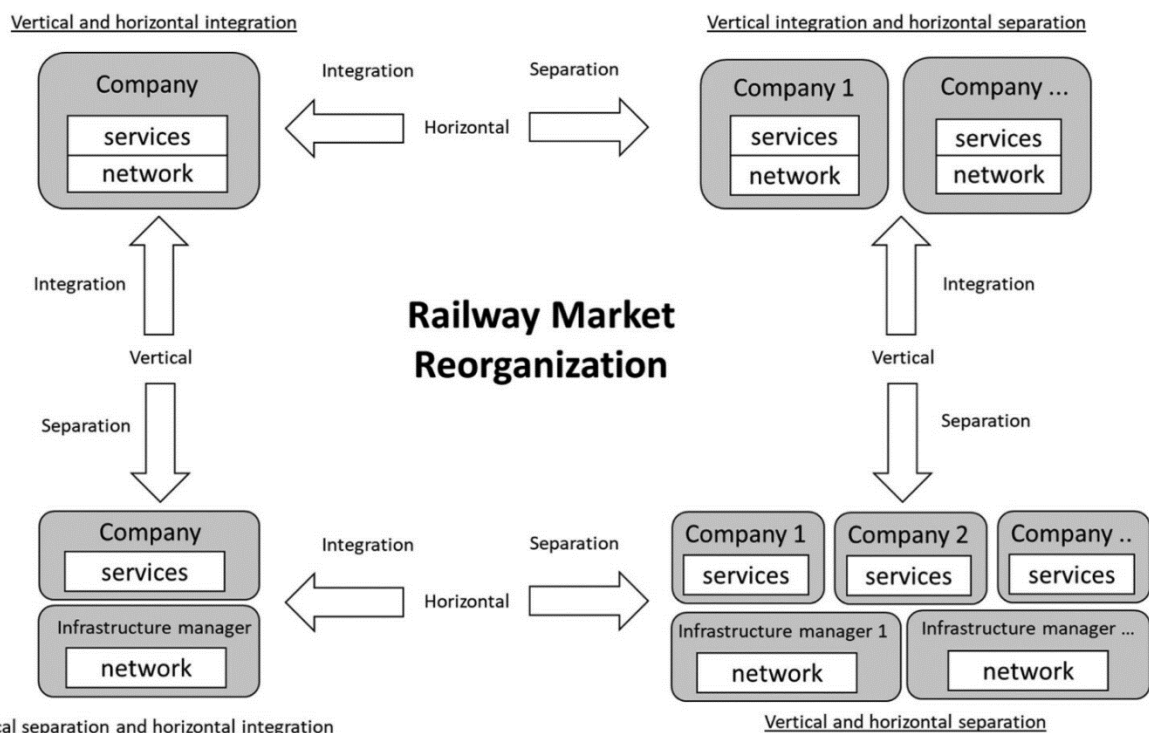 Vertical and horizontal integration
Vertical integration and horizontal separation
Company
services
network
Integration
Separation
Horizontal
Company 1
services
network
Company ...
services
network
Integration
Vertical
Separation
Railway Market
Reorganization
Integration
Vertical
Separation
Company
services
Infrastructure manager
network
Integration
Separation
Horizontal
Company 1
services
Company 2
services
Company ..
services
Infrastructure manager 1
network
Infrastructure manager ...
network
cal separation and horizontal integration
Vertical and horizontal separation